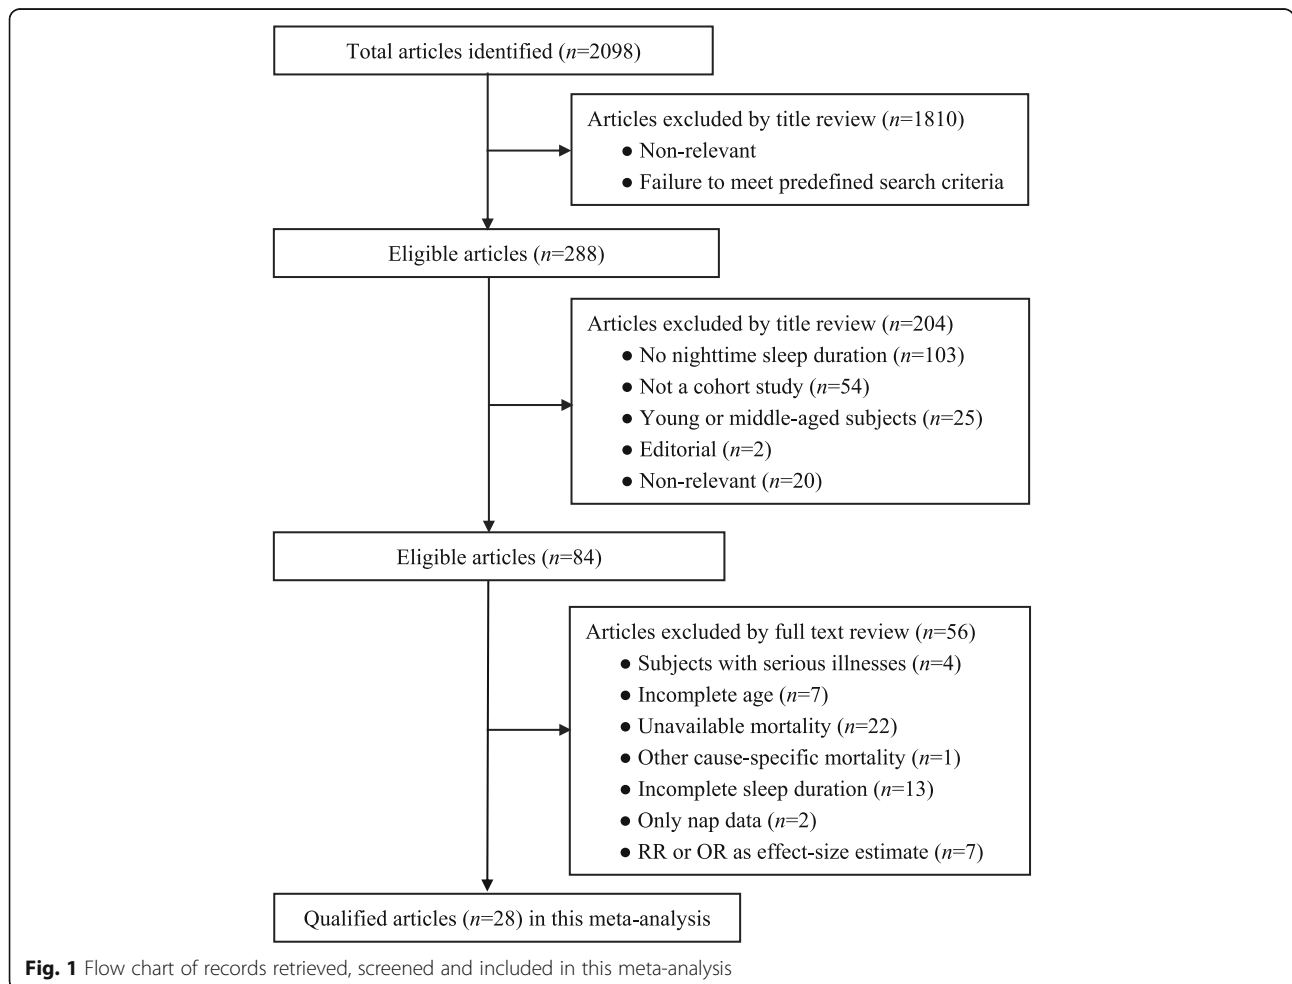 Total articles identified (n=2098)
Articles excluded by title review (n=1810)
● Non-relevant
● Failure to meet predefined search criteria
Eligible articles (n=288)
Articles excluded by title review (n=204)
● No nighttime sleep duration (n=103)
● Not a cohort study (n=54)
● Young or middle-aged subjects (n=25)
● Editorial (n=2)
● Non-relevant (n=20)
Eligible articles (n=84)
Articles excluded by full text review (n=56)
● Subjects with serious illnesses (n=4)
● Incomplete age (n=7)
● Unavailable mortality (n=22)
● Other cause-specific mortality (n=1)
● Incomplete sleep duration (n=13)
● Only nap data (n=2)
● RR or OR as effect-size estimate (n=7)
Qualified articles (n=28) in this meta-analysis
Fig. 1 Flow chart of records retrieved, screened and included in this meta-analysis